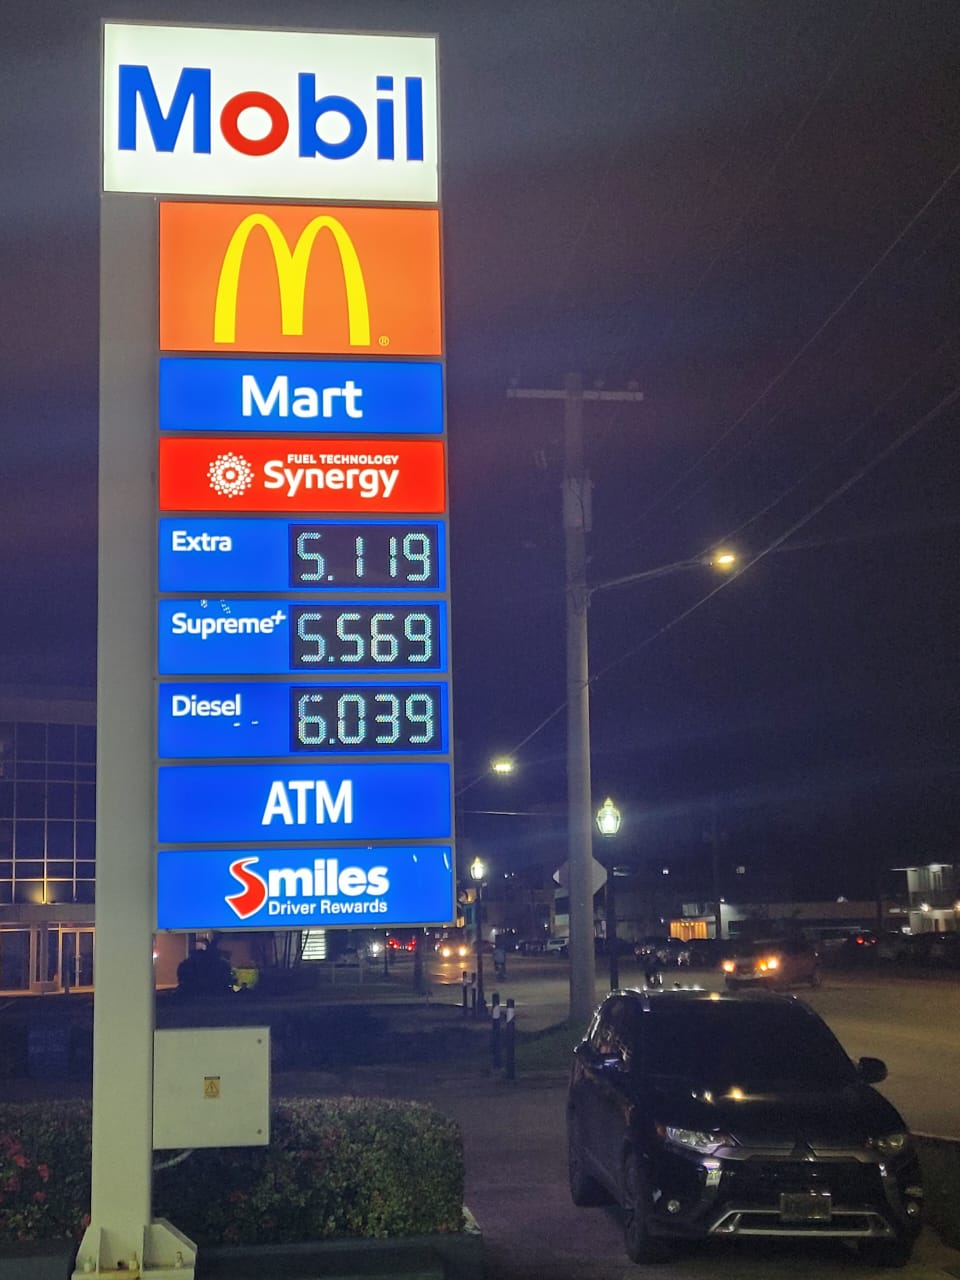 Mobil
M®
Mart
FUEL TECHNOLOGY
Synergy
Extra 5.119
Supreme+ 5.569
Diesel 6.039
ATM
Smiles
Driver Rewards